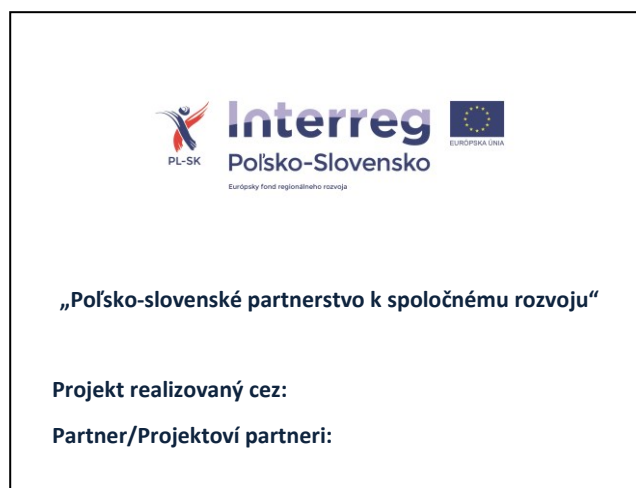 Interreg
PL-SK
Poľsko-Slovensko
EURÓPSKA ÚNIA
Európsky fond regionálneho rozvoja
„Poľsko-slovenské partnerstvo k spoločnému rozvoju“
Projekt realizovaný cez:
Partner/Projektoví partneri: